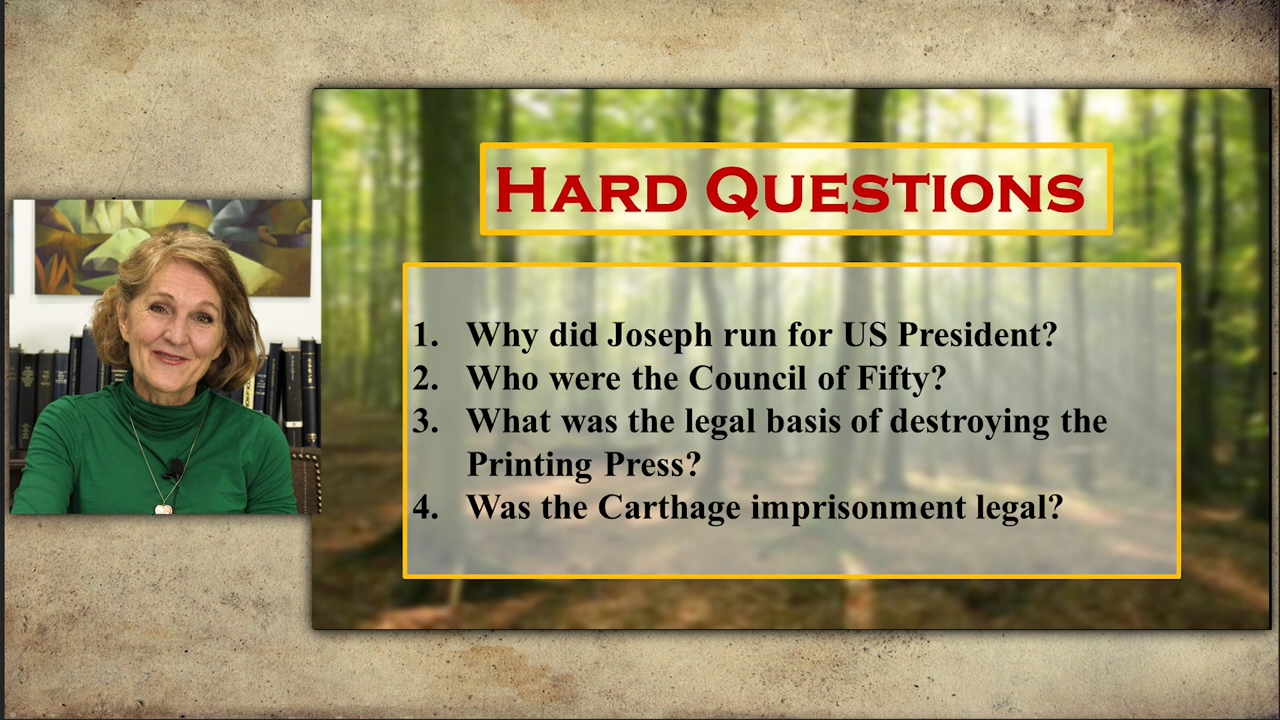 HARD QUESTIONS
1. Why did Joseph run for US President?
2. Who were the Council of Fifty?
3. What was the legal basis of destroying the
Printing Press?
4. Was the Carthage imprisonment legal?